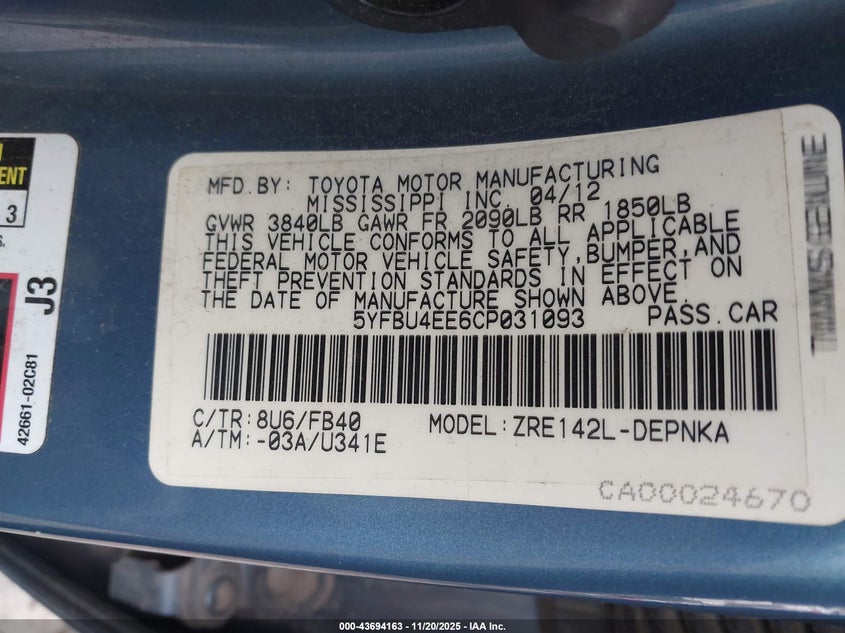 MFD.BY: TOYOTA MOTOR MANUFACTURING
MISSISSIPPI INC. 04/12
GVWR 3840LB GAWR FR 2090LB RR 1850LB
THIS VEHICLE CONFORMS TO ALL APPLICABLE
FEDERAL MOTOR VEHICLE SAFETY,BUMPER,AND
THEFT PREVENTION STANDARDS IN EFFECT ON
THE DATE OF MANUFACTURE SHOWN ABOVE.
5YFBU4EE6CP031093 PASS.CAR
C/TR:8U6/FB40 MODEL:ZRE142L-DEPNKA
A/TM:-03A/U341E
CA00024670
ENT
3
S.
J3
42661-02C81
000-43694163 - 11/20/2025 - IAA Inc.